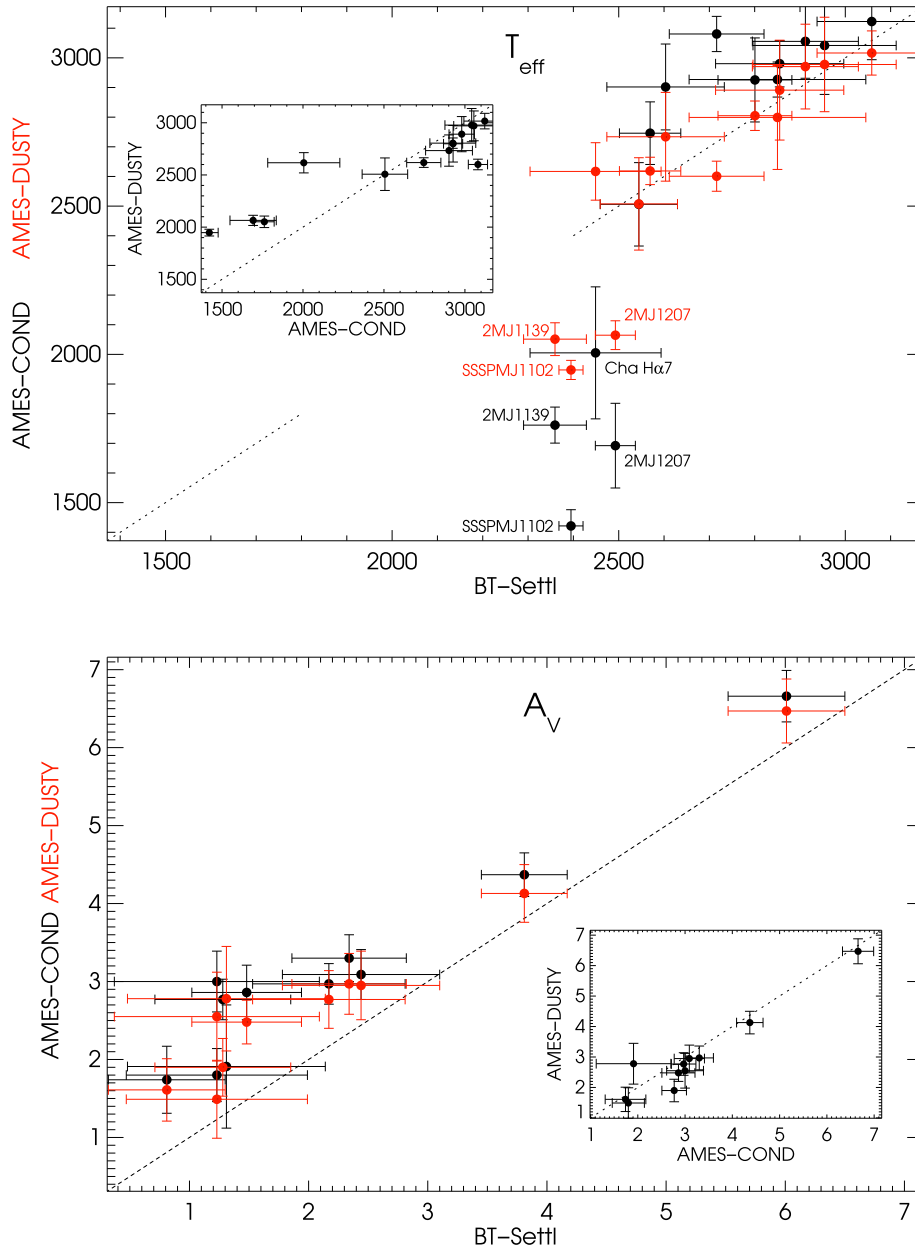 T_eff
AMES-COND AMES-DUSTY
3000
2500
2000
1500
1500 2000 2500 3000
BT-Settl
AMES-DUSTY
3000
2500
2000
1500
1500 2000 2500 3000
AMES-COND
2MJ1139
2MJ1207
SSSPMJ1102
Cha Hα7
2MJ1139
2MJ1207
SSSPMJ1102
A_V
AMES-COND AMES-DUSTY
7
6
5
4
3
2
1
1 2 3 4 5 6 7
BT-Settl
AMES-DUSTY
7
6
5
4
3
2
1
1 2 3 4 5 6 7
AMES-COND